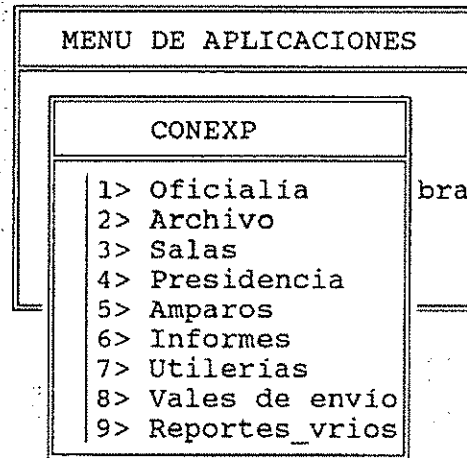 MENU DE APLICACIONES
CONEXP
1> Oficialía
bra
2> Archivo
3> Salas
4> Presidencia
5> Amparos
6> Informes
7> Utilerías
8> Vales de envío
9> Reportes_vrios